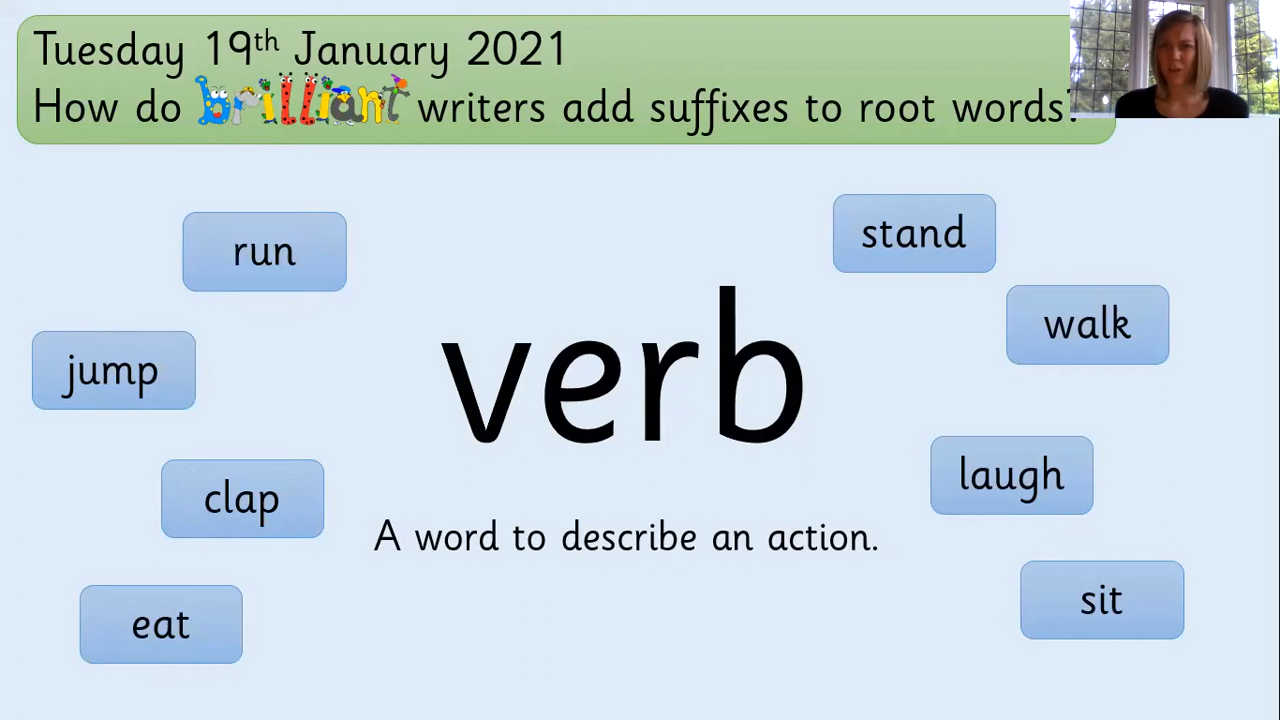 Tuesday 19th January 2021
How do brilliant writers add suffixes to root words?
run
stand
walk
jump
verb
clap
laugh
A word to describe an action.
eat
sit